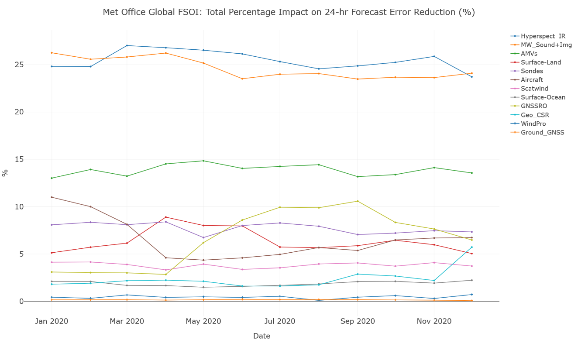 Met Office Global FSOI: Total Percentage Impact on 24-hr Forecast Error Reduction (%)
%
25
20
15
10
5
0
Jan 2020
Mar 2020
May 2020
Jul 2020
Sep 2020
Nov 2020
Date
Hyperspect_IR
MW_Sound+Img
AMVs
Surface-Land
Sondes
Aircraft
Scatwind
Surface-Ocean
GNSSRO
Geo_CSR
WindPro
Ground_GNSS